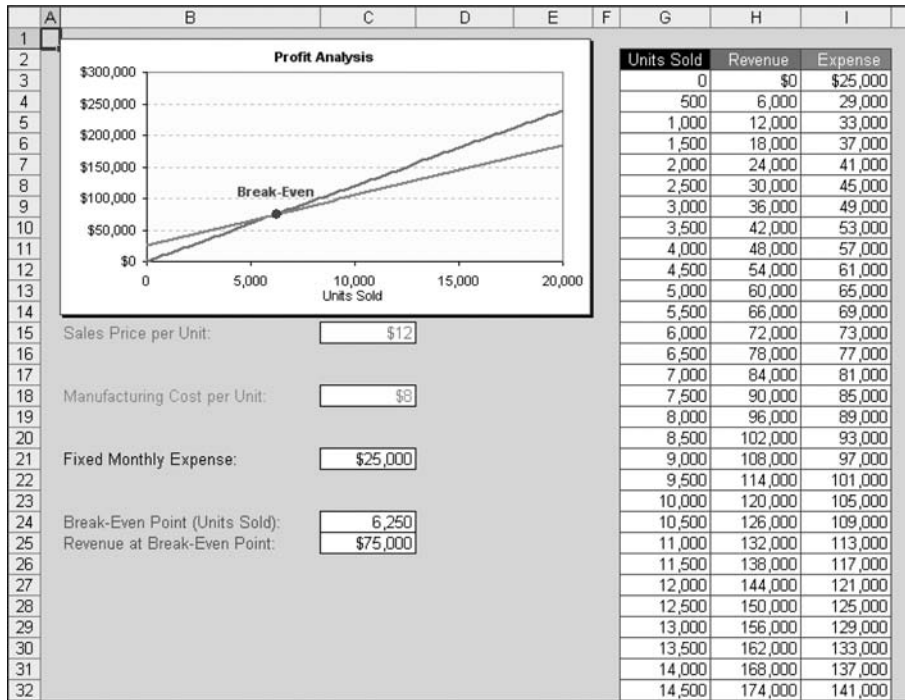 A B C D E F G H I
1
2 Units Sold Revenue Expense
3 0 $0 $25,000
4 500 6,000 29,000
5 1,000 12,000 33,000
6 1,500 18,000 37,000
7 2,000 24,000 41,000
8 2,500 30,000 45,000
9 3,000 36,000 49,000
10 3,500 42,000 53,000
11 4,000 48,000 57,000
12 4,500 54,000 61,000
13 5,000 60,000 65,000
14 5,500 66,000 69,000
Profit Analysis
$300,000
$250,000
$200,000
$150,000
$100,000
$50,000
$0
Break-Even
0 5,000 10,000 15,000 20,000
Units Sold
15 Sales Price per Unit: $12 6,000 72,000 73,000
16 6,500 78,000 77,000
17 7,000 84,000 81,000
18 Manufacturing Cost per Unit: $8 7,500 90,000 85,000
19 8,000 96,000 89,000
20 8,500 102,000 93,000
21 Fixed Monthly Expense: $25,000 9,000 108,000 97,000
22 9,500 114,000 101,000
23 10,000 120,000 105,000
24 Break-Even Point (Units Sold): 6,250 10,500 126,000 109,000
25 Revenue at Break-Even Point: $75,000 11,000 132,000 113,000
26 11,500 138,000 117,000
27 12,000 144,000 121,000
28 12,500 150,000 125,000
29 13,000 156,000 129,000
30 13,500 162,000 133,000
31 14,000 168,000 137,000
32 14,500 174,000 141,000